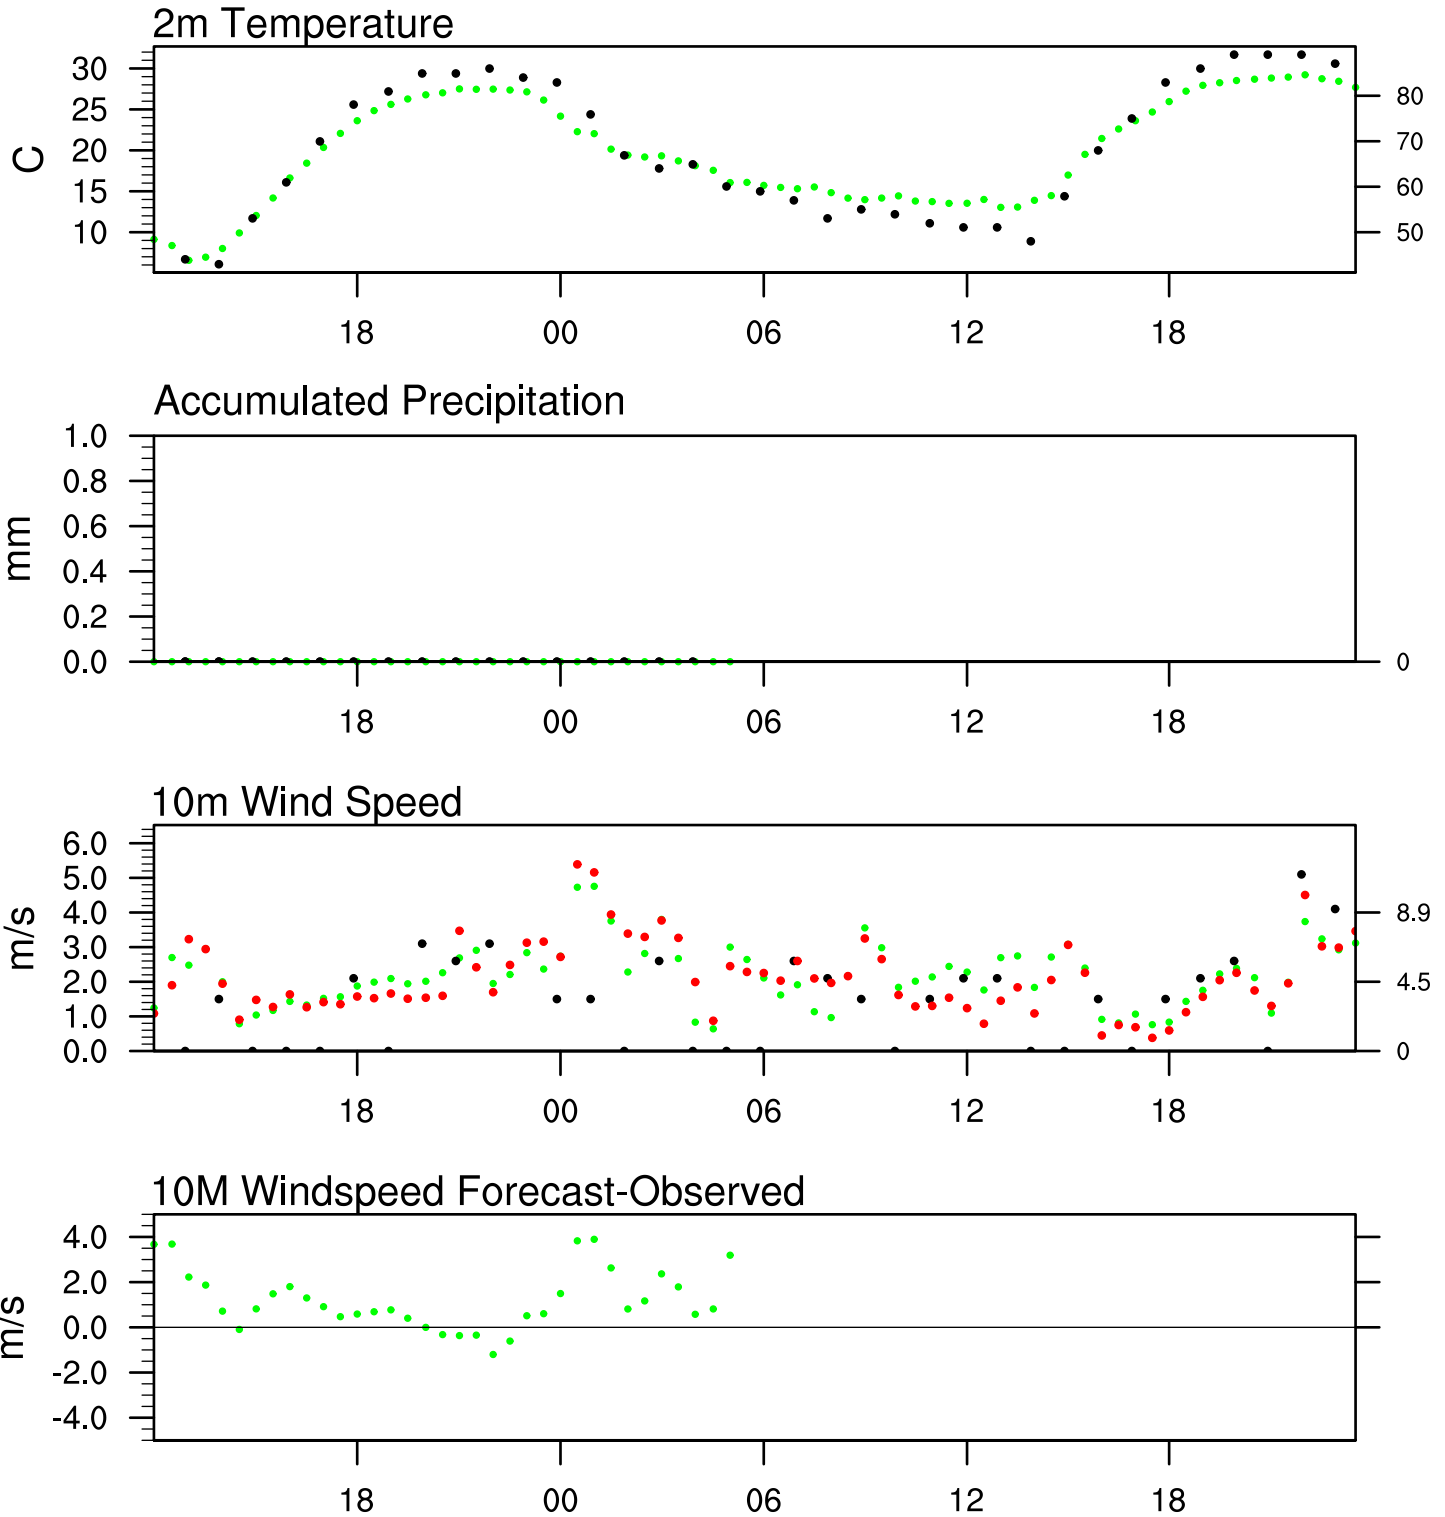 2m Temperature
C
30
25
20
15
10
80
70
60
50
18 00 06 12 18
Accumulated Precipitation
mm
1.0
0.8
0.6
0.4
0.2
0.0
0
18 00 06 12 18
10m Wind Speed
m/s
6.0
5.0
4.0
3.0
2.0
1.0
0.0
8.9
4.5
0
18 00 06 12 18
10M Windspeed Forecast-Observed
m/s
4.0
2.0
0.0
-2.0
-4.0
18 00 06 12 18